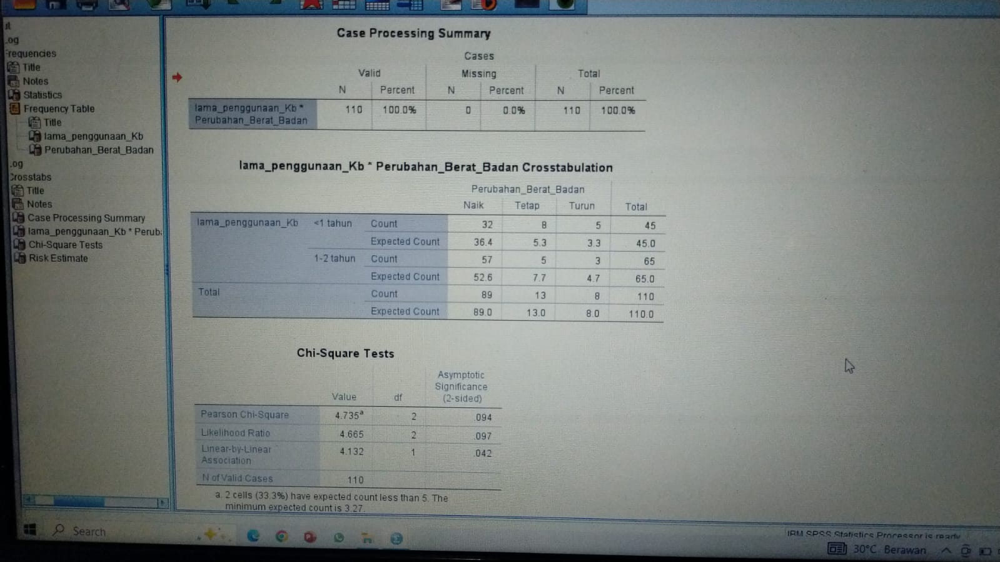 og
requencies
Title
Notes
Statistics
Frequency Table
Title
lama_penggunaan_Kb
Perubahan_Berat_Badan
.og
Crosstabs
Title
Notes
Case Processing Summary
lama_penggunaan_Kb * Perub
Chi-Square Tests
Risk Estimate
Case Processing Summary
Cases
Valid Missing Total
N Percent N Percent N Percent
lama_penggunaan_Kb * 110 100.0% 0 0.0% 110 100.0%
Perubahan_Berat_Badan
lama_penggunaan_Kb * Perubahan_Berat_Badan Crosstabulation
Perubahan_Berat_Badan
Naik Tetap Turun Total
lama_penggunaan_Kb <1 tahun Count 32 8 5 45
Expected Count 36.4 5.3 3.3 45.0
1-2 tahun Count 57 5 3 65
Expected Count 52.6 7.7 4.7 65.0
Total Count 89 13 8 110
Expected Count 89.0 13.0 8.0 110.0
Chi-Square Tests
Asymptotic
Significance
Value df (2-sided)
Pearson Chi-Square 4.735a 2 .094
Likelihood Ratio 4.665 2 .097
Linear-by-Linear 4.132 1 .042
Association
N of Valid Cases 110
a. 2 cells (33.3%) have expected count less than 5. The
minimum expected count is 3.27.
Search
IBM SPSS Statistics Processor is ready
30°C Berawan